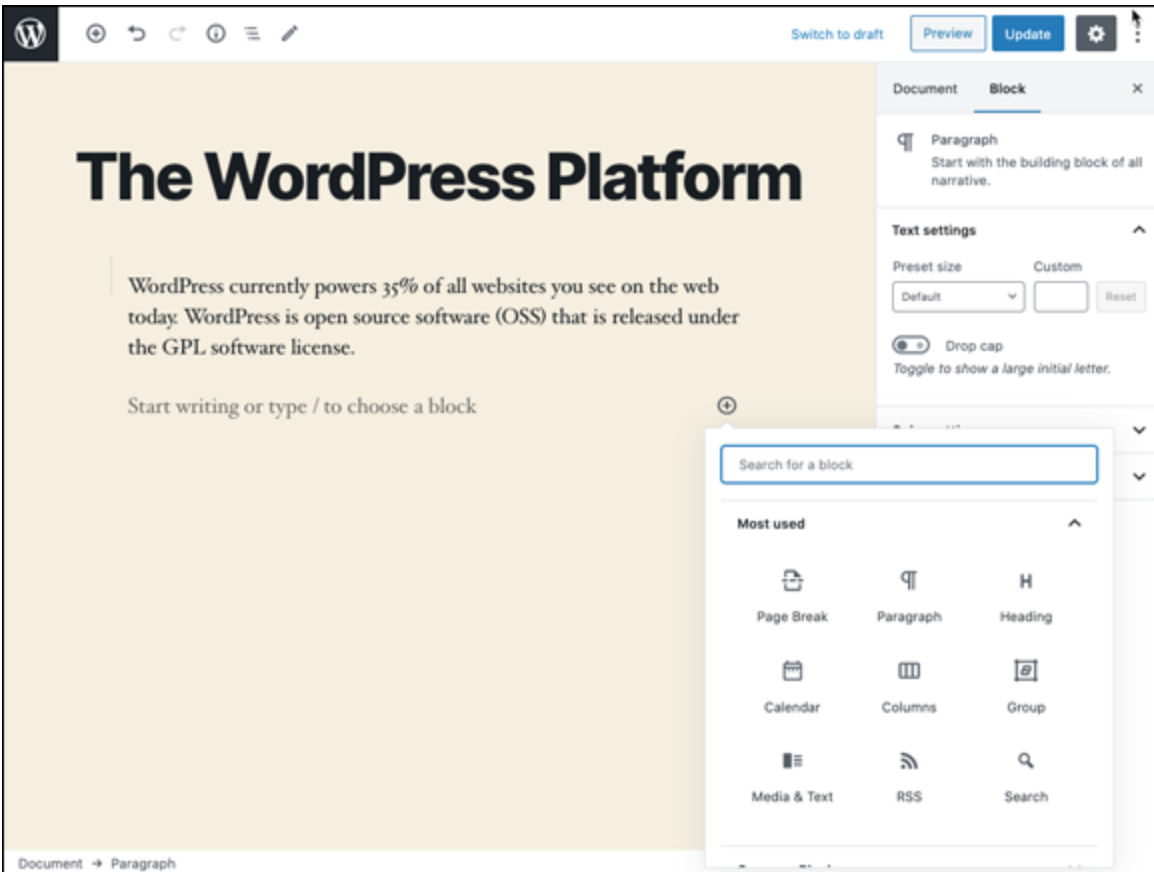 Switch to draft Preview Update
Document Block
The WordPress Platform
WordPress currently powers 35% of all websites you see on the web
today. WordPress is open source software (OSS) that is released under
the GPL software license.
Start writing or type / to choose a block
Paragraph
Start with the building block of all
narrative.
Text settings
Preset size Custom
Default Reset
Drop cap
Toggle to show a large initial letter.
Search for a block
Most used
Page Break Paragraph Heading
Calendar Columns Group
Media & Text RSS Search
Document → Paragraph